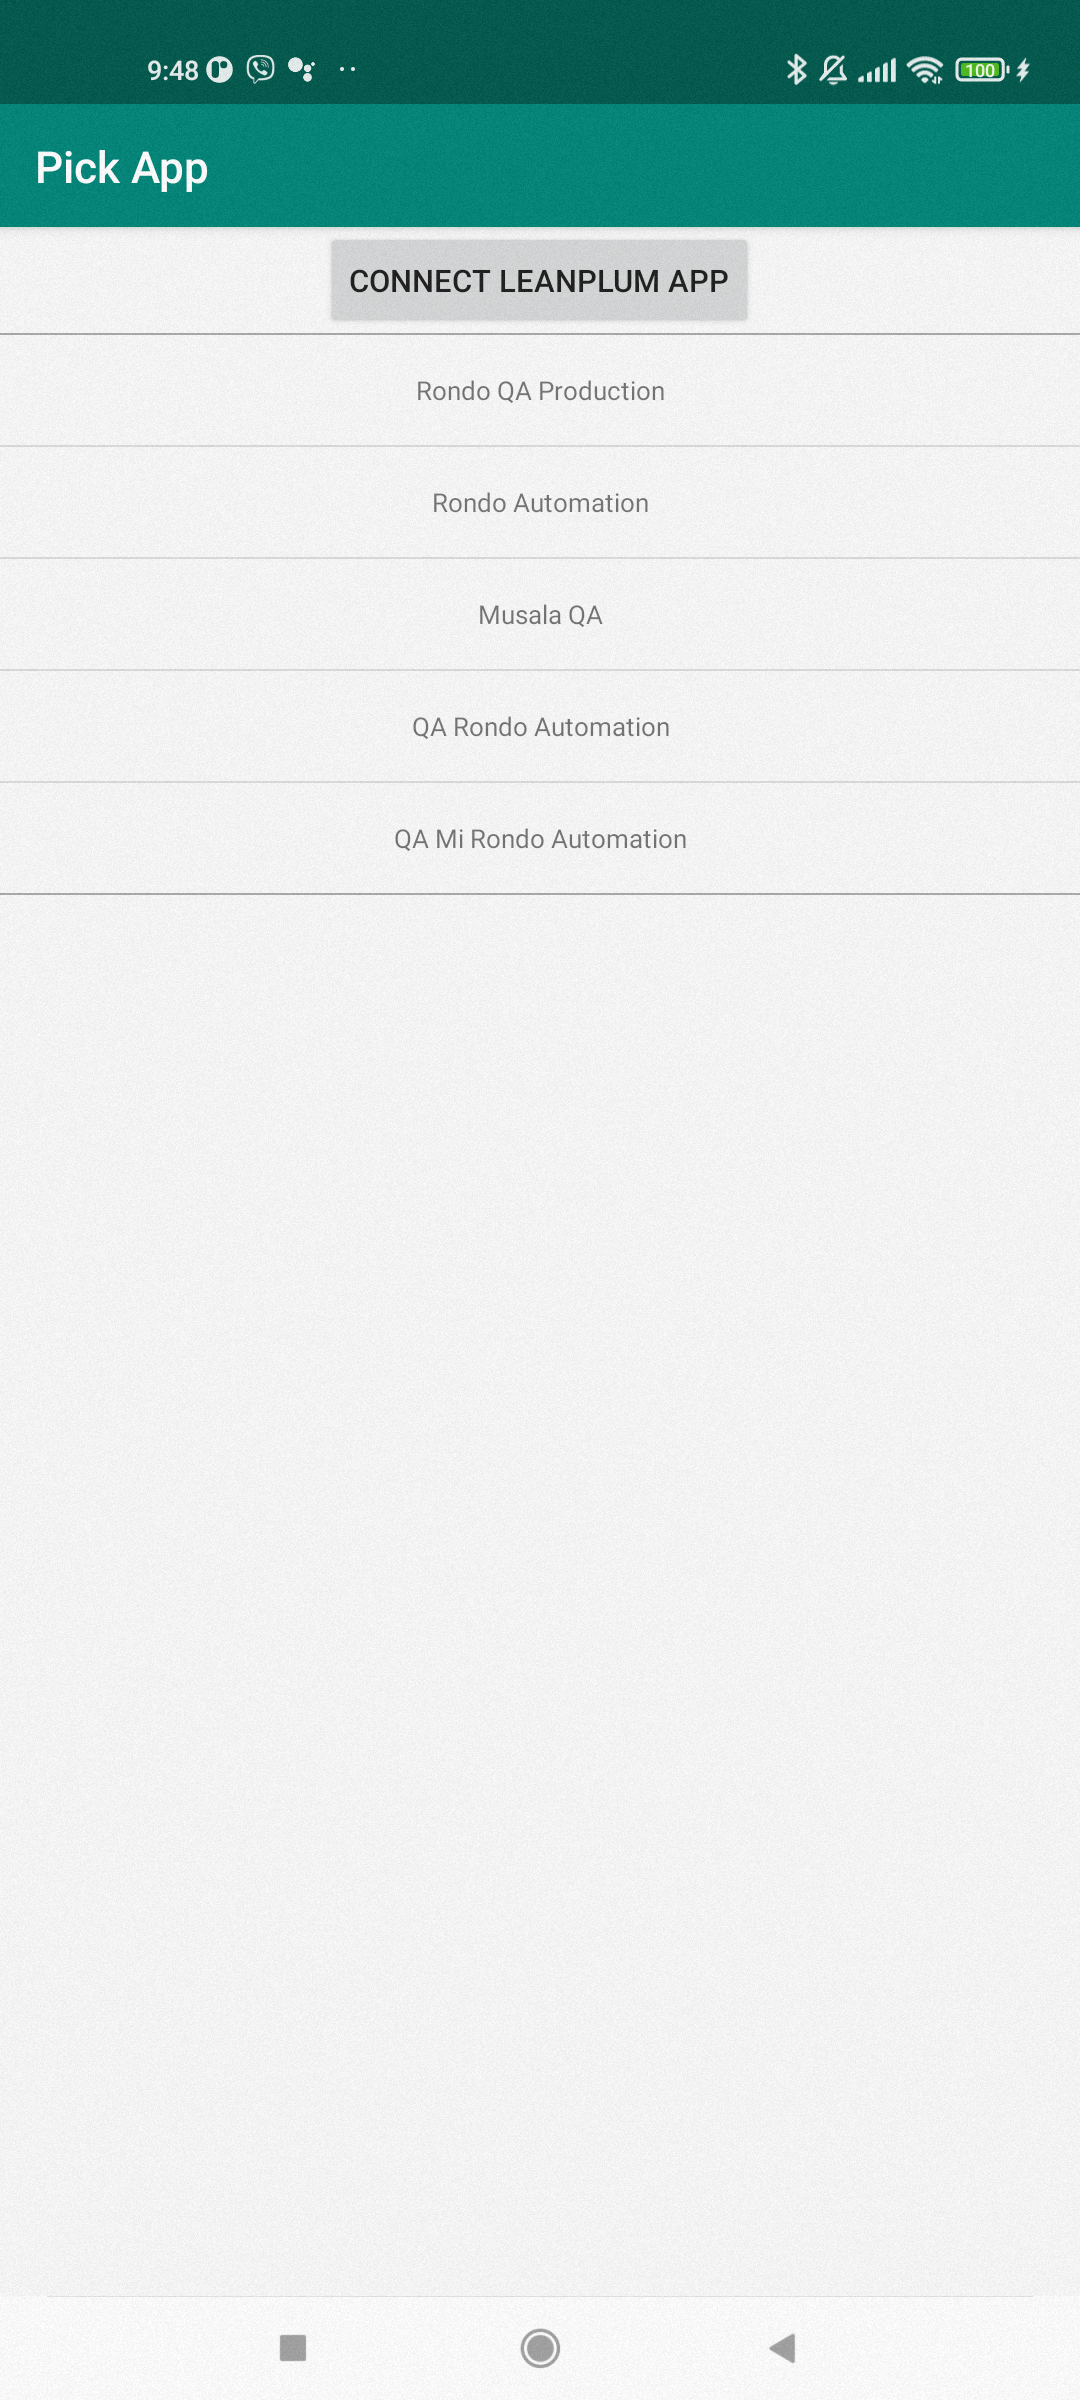 9:48
100
Pick App
CONNECT LEANPLUM APP
Rondo QA Production
Rondo Automation
Musala QA
QA Rondo Automation
QA Mi Rondo Automation